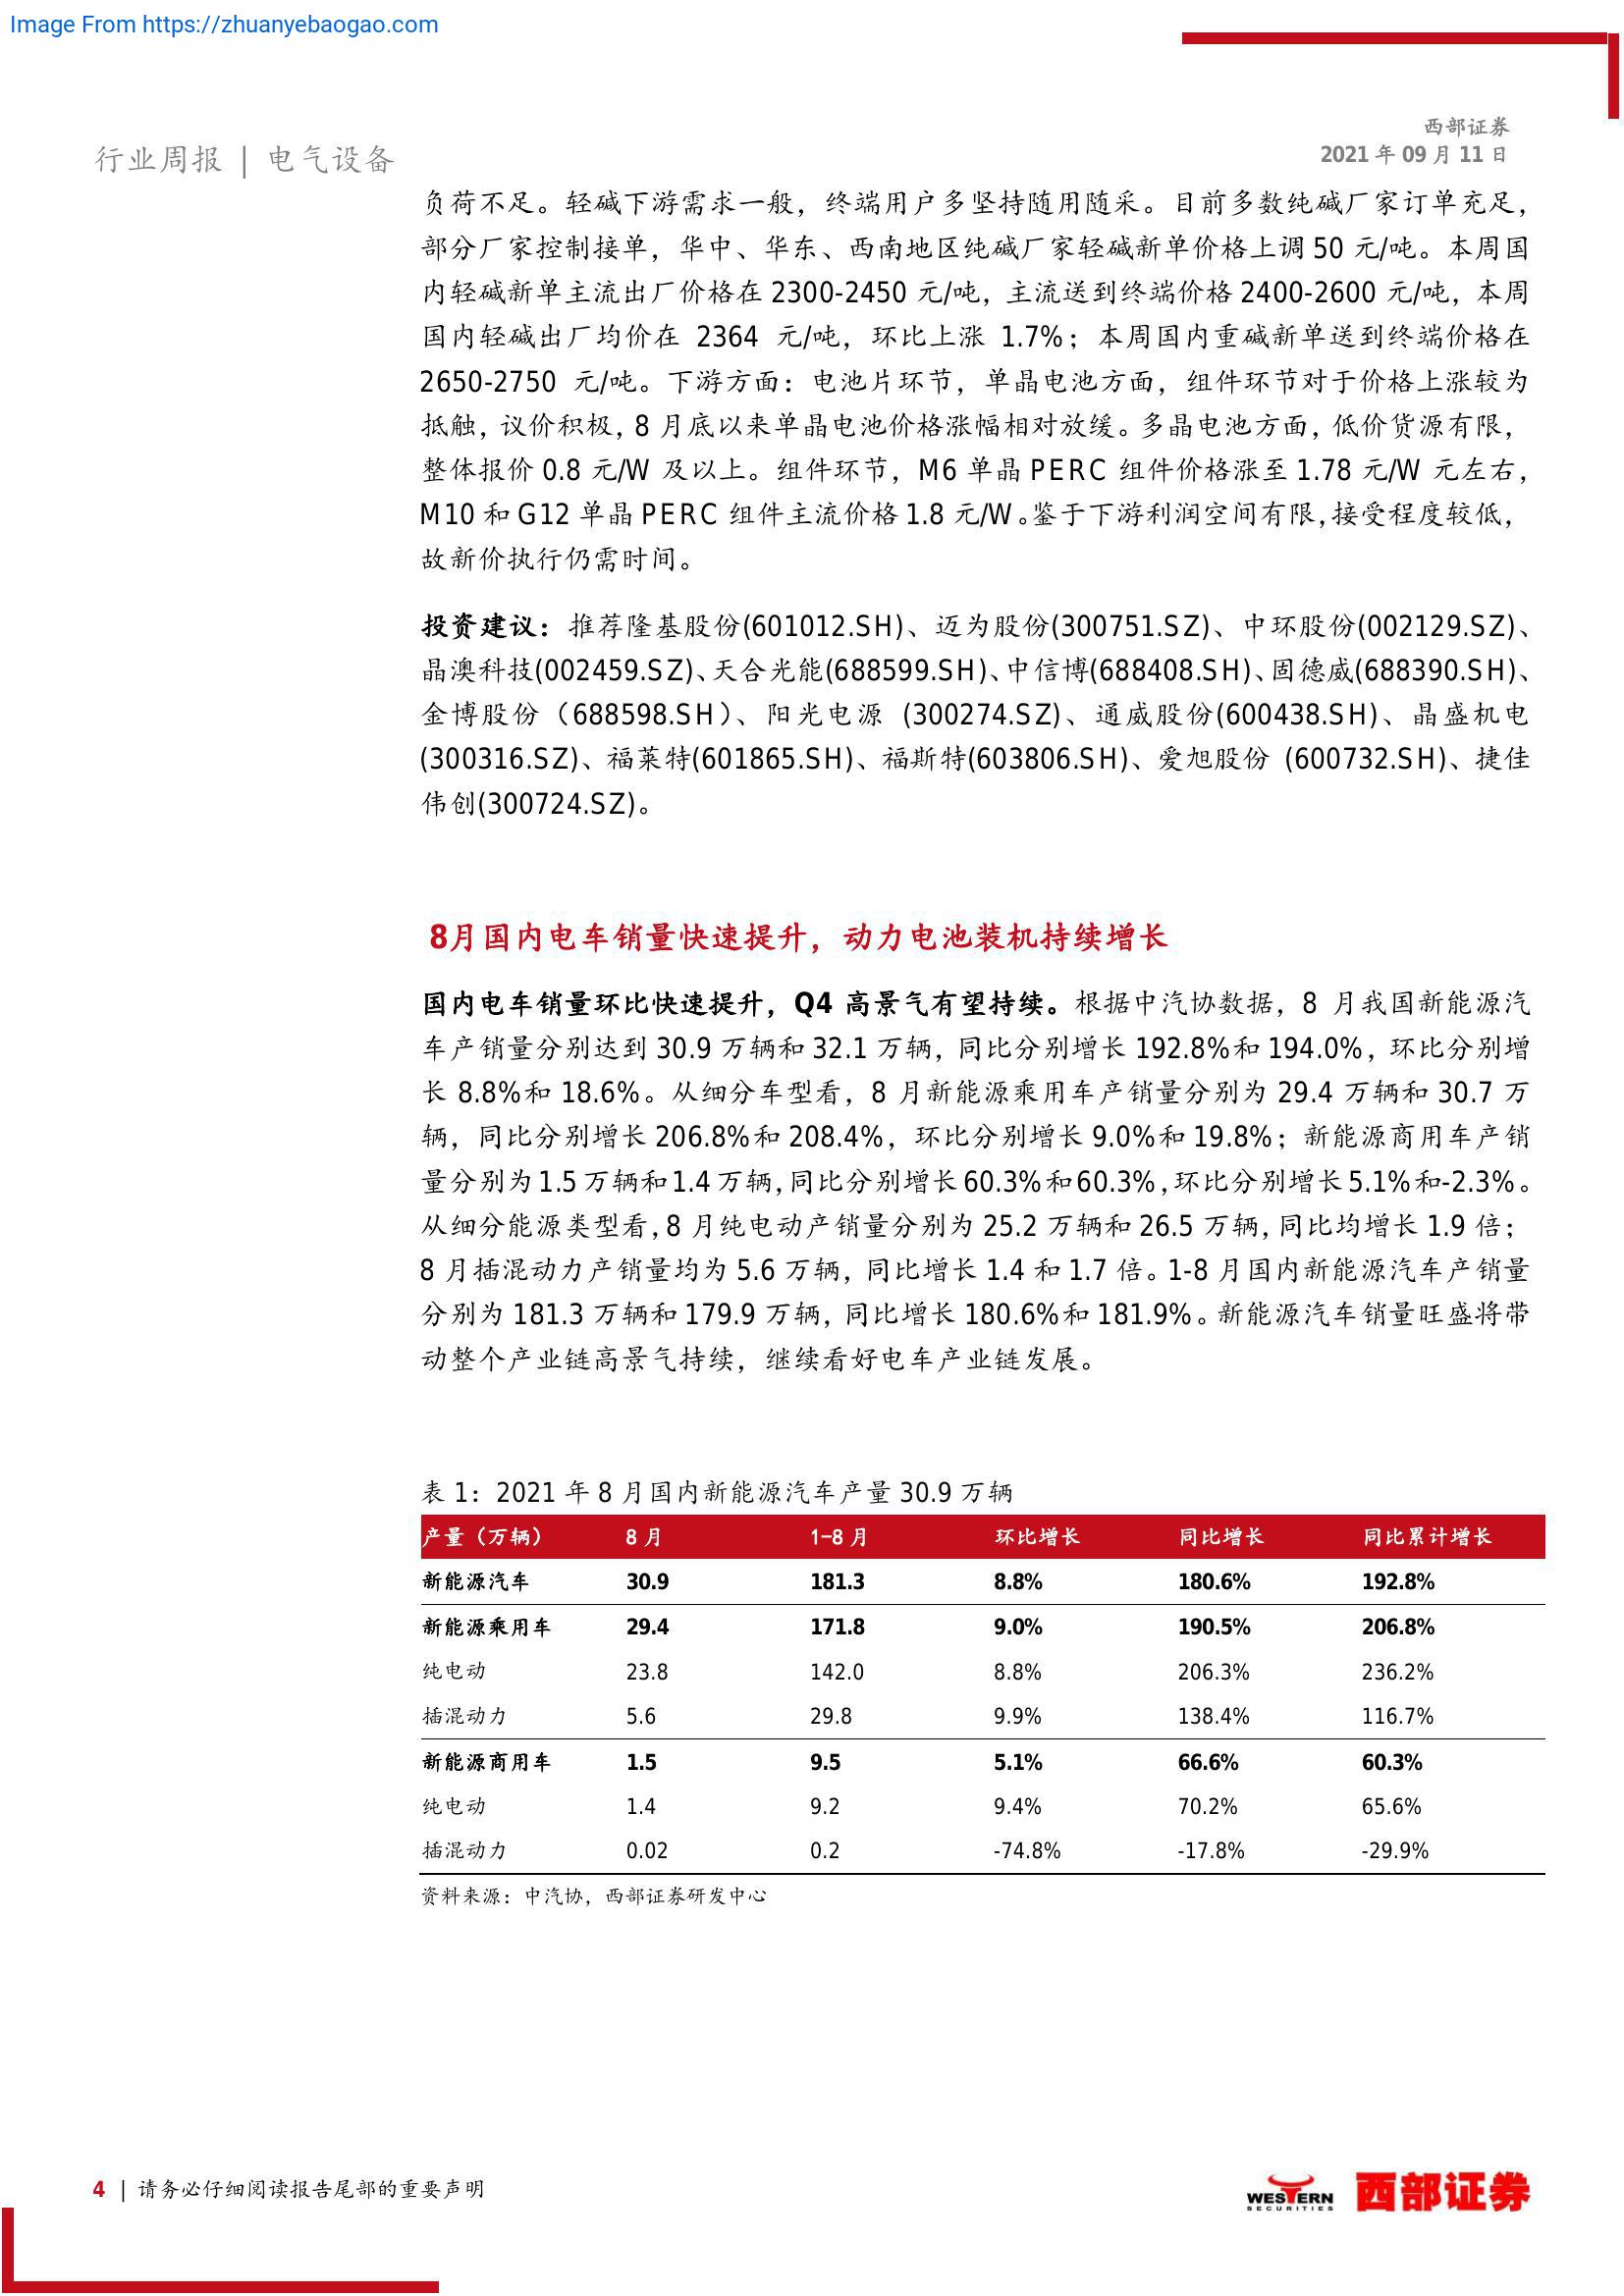 Image From https://zhuanyebaogao.com
西部证券
2021 年 09 月 11 日
行业周报 | 电气设备
负荷不足。轻碱下游需求一般，终端用户多坚持随用随采。目前多数纯碱厂家订单充足，
部分厂家控制接单，华中、华东、西南地区纯碱厂家轻碱新单价格上调 50 元/吨。本周国
内轻碱新单主流出厂价格在 2300-2450 元/吨，主流送到终端价格 2400-2600 元/吨，本周
国内轻碱出厂均价在 2364 元/吨，环比上涨 1.7%；本周国内重碱新单送到终端价格在
2650-2750 元/吨。下游方面：电池片环节，单晶电池方面，组件环节对于价格上涨较为
抵触，议价积极，8 月底以来单晶电池价格涨幅相对放缓。多晶电池方面，低价货源有限，
整体报价 0.8 元/W 及以上。组件环节，M6 单晶 PERC 组件价格涨至 1.78 元/W 元左右，
M10 和 G12 单晶 PERC 组件主流价格 1.8 元/W。鉴于下游利润空间有限，接受程度较低，
故新价执行仍需时间。
投资建议：推荐隆基股份(601012.SH)、迈为股份(300751.SZ)、中环股份(002129.SZ)、
晶澳科技(002459.SZ)、天合光能(688599.SH)、中信博(688408.SH)、固德威(688390.SH)、
金博股份（688598.SH）、阳光电源 (300274.SZ)、通威股份(600438.SH)、晶盛机电
(300316.SZ)、福莱特(601865.SH)、福斯特(603806.SH)、爱旭股份 (600732.SH)、捷佳
伟创(300724.SZ)。
8月国内电车销量快速提升，动力电池装机持续增长
国内电车销量环比快速提升，Q4 高景气有望持续。根据中汽协数据，8 月我国新能源汽
车产销量分别达到 30.9 万辆和 32.1 万辆，同比分别增长 192.8%和 194.0%，环比分别增
长 8.8%和 18.6%。从细分车型看，8 月新能源乘用车产销量分别为 29.4 万辆和 30.7 万
辆，同比分别增长 206.8%和 208.4%，环比分别增长 9.0%和 19.8%；新能源商用车产销
量分别为 1.5 万辆和 1.4 万辆，同比分别增长 60.3%和 60.3%，环比分别增长 5.1%和-2.3%。
从细分能源类型看，8 月纯电动产销量分别为 25.2 万辆和 26.5 万辆，同比均增长 1.9 倍；
8 月插混动力产销量均为 5.6 万辆，同比增长 1.4 和 1.7 倍。1-8 月国内新能源汽车产销量
分别为 181.3 万辆和 179.9 万辆，同比增长 180.6%和 181.9%。新能源汽车销量旺盛将带
动整个产业链高景气持续，继续看好电车产业链发展。
表 1：2021 年 8 月国内新能源汽车产量 30.9 万辆
产量（万辆） 8 月 1-8 月 环比增长 同比增长 同比累计增长
新能源汽车 30.9 181.3 8.8% 180.6% 192.8%
新能源乘用车 29.4 171.8 9.0% 190.5% 206.8%
纯电动 23.8 142.0 8.8% 206.3% 236.2%
插混动力 5.6 29.8 9.9% 138.4% 116.7%
新能源商用车 1.5 9.5 5.1% 66.6% 60.3%
纯电动 1.4 9.2 9.4% 70.2% 65.6%
插混动力 0.02 0.2 -74.8% -17.8% -29.9%
资料来源：中汽协，西部证券研发中心
4 | 请务必仔细阅读报告尾部的重要声明
WESTERN
SECURITIES
西部证券